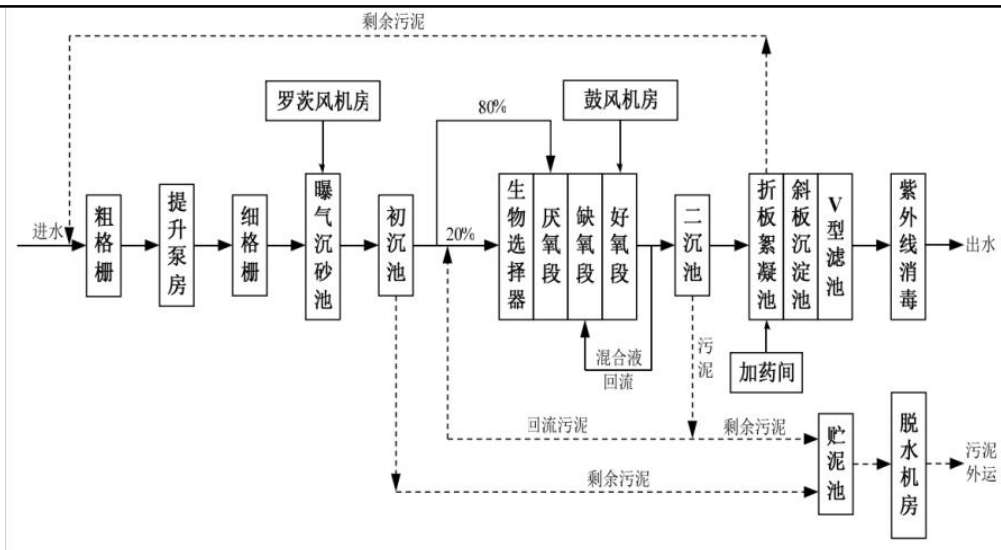 剩余污泥
罗茨风机房
80%
鼓风机房
进水
粗格栅
提升泵房
细格栅
曝气沉砂池
初沉池
20%
生物选择器
厌氧段
缺氧段
好氧段
二沉池
折板絮凝池
斜板沉淀池
V型滤池
紫外线消毒
出水
混合液
回流
污泥
加药间
回流污泥
剩余污泥
贮泥池
脱水机房
污泥
外运
剩余污泥